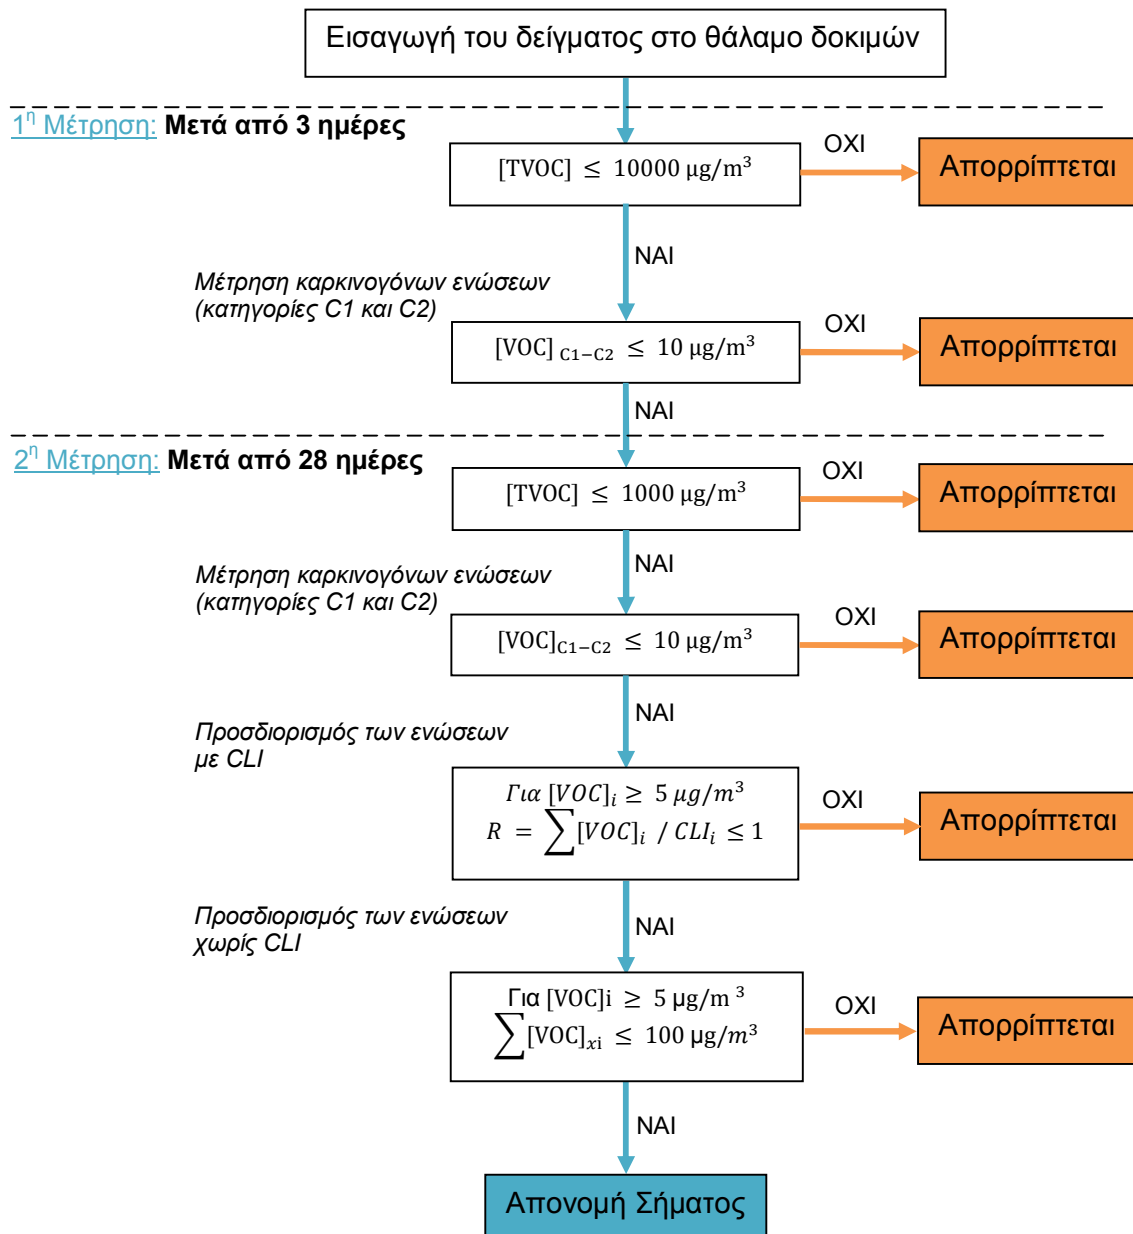 Εισαγωγή του δείγματος στο θάλαμο δοκιμών
1η Μέτρηση: Μετά από 3 ημέρες
[TVOC] ≤ 10000 μg/m³
ΟΧΙ
Απορρίπτεται
ΝΑΙ
Μέτρηση καρκινογόνων ενώσεων
(κατηγορίες C1 και C2)
[VOC] C1−C2 ≤ 10 μg/m³
ΟΧΙ
Απορρίπτεται
ΝΑΙ
2η Μέτρηση: Μετά από 28 ημέρες
[TVOC] ≤ 1000 μg/m³
ΟΧΙ
Απορρίπτεται
ΝΑΙ
Μέτρηση καρκινογόνων ενώσεων
(κατηγορίες C1 και C2)
[VOC]C1−C2 ≤ 10 μg/m³
ΟΧΙ
Απορρίπτεται
ΝΑΙ
Προσδιορισμός των ενώσεων
με CLI
Για [VOC]i ≥ 5 μg/m³
R = ∑[VOC]i / CLIi ≤ 1
ΟΧΙ
Απορρίπτεται
ΝΑΙ
Προσδιορισμός των ενώσεων
χωρίς CLI
Για [VOC]i ≥ 5 μg/m ³
∑[VOC]xi ≤ 100 μg/m³
ΟΧΙ
Απορρίπτεται
ΝΑΙ
Απονομή Σήματος